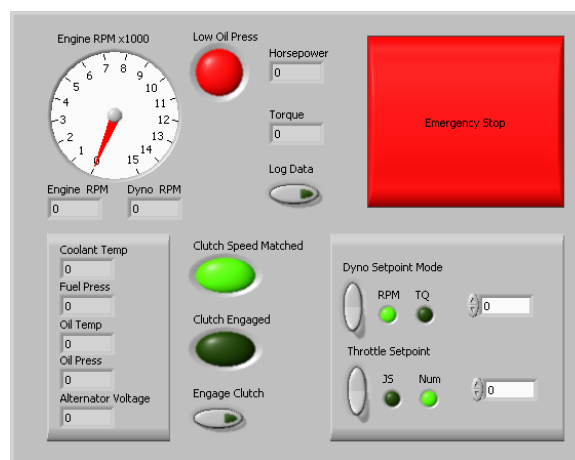 Engine RPM x1000
0
1
2
3
4
5
6
7
8
9
10
11
12
13
14
15
Engine RPM
0
Dyno RPM
0
Low Oil Press
Horsepower
0
Torque
0
Log Data
Emergency Stop
Coolant Temp
0
Fuel Press
0
Oil Temp
0
Oil Press
0
Alternator Voltage
0
Clutch Speed Matched
Clutch Engaged
Engage Clutch
Dyno Setpoint Mode
RPM TQ
0
Throttle Setpoint
JS Num
0